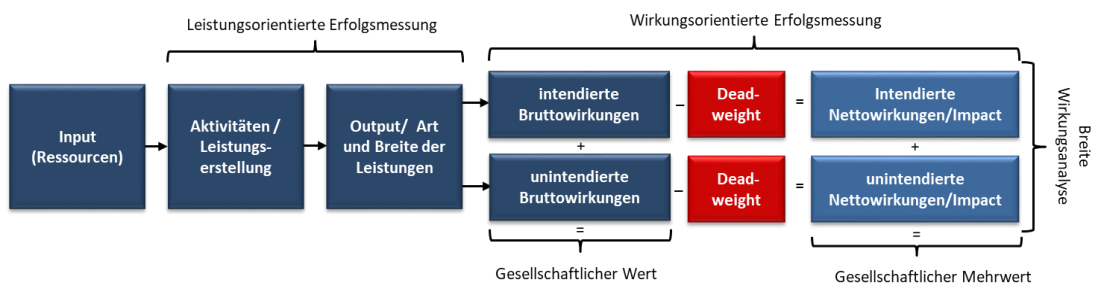 Leistungsorientierte Erfolgsmessung
Wirkungsorientierte Erfolgsmessung
Input
(Ressourcen)
Aktivitäten /
Leistungs-
erstellung
Output/ Art
und Breite der
Leistungen
intendierte
Bruttowirkungen
–
Dead-
weight
=
Intendierte
Nettowirkungen/Impact
+
+
unintendierte
Bruttowirkungen
–
Dead-
weight
=
unintendierte
Nettowirkungen/Impact
=
=
Gesellschaftlicher Wert
Gesellschaftlicher Mehrwert
Breite
Wirkungsanalyse